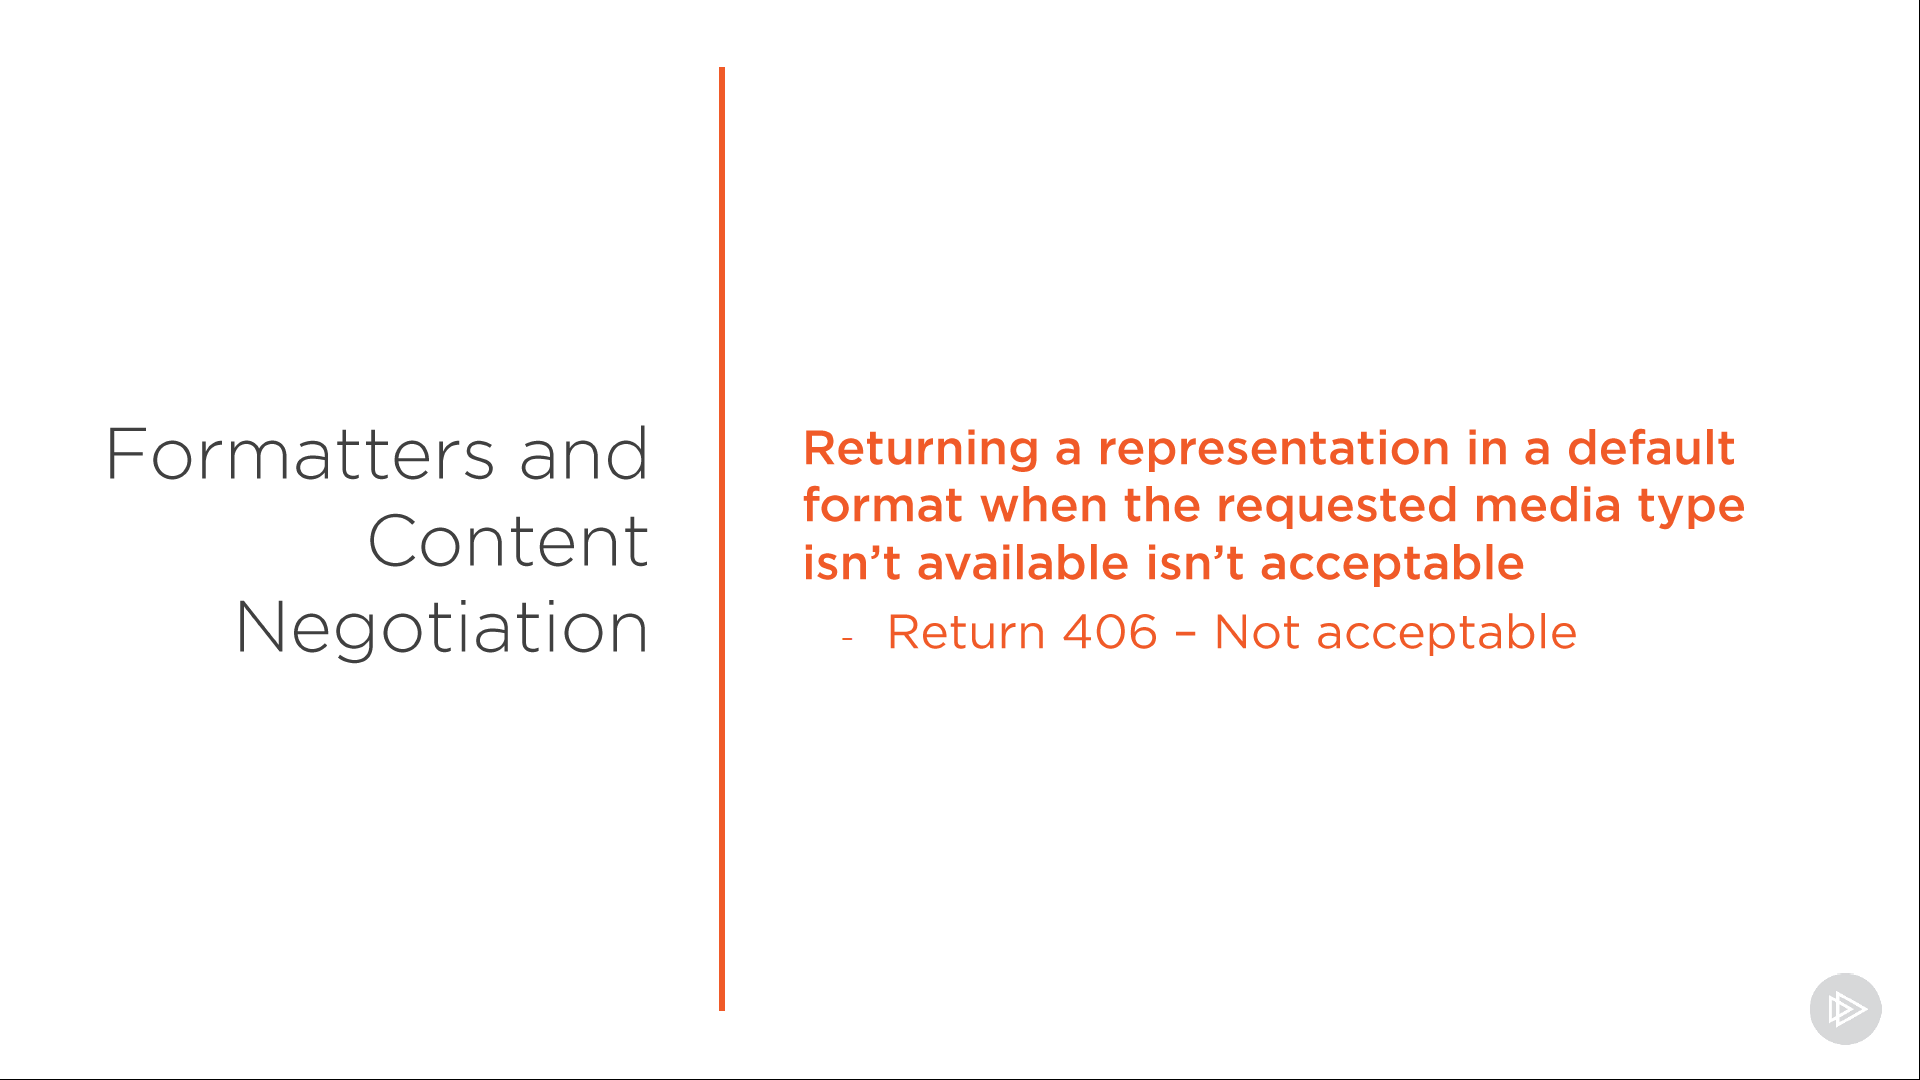 Formatters and
Content
Negotiation
Returning a representation in a default
format when the requested media type
isn’t available isn’t acceptable
- Return 406 – Not acceptable